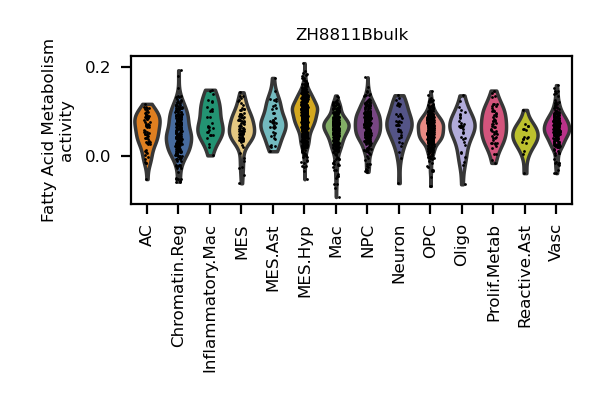 ZH8811Bbulk
Fatty Acid Metabolism
activity
0.2
0.0
AC
Chromatin.Reg
Inflammatory.Mac
MES
MES.Ast
MES.Hyp
Mac
NPC
Neuron
OPC
Oligo
Prolif.Metab
Reactive.Ast
Vasc